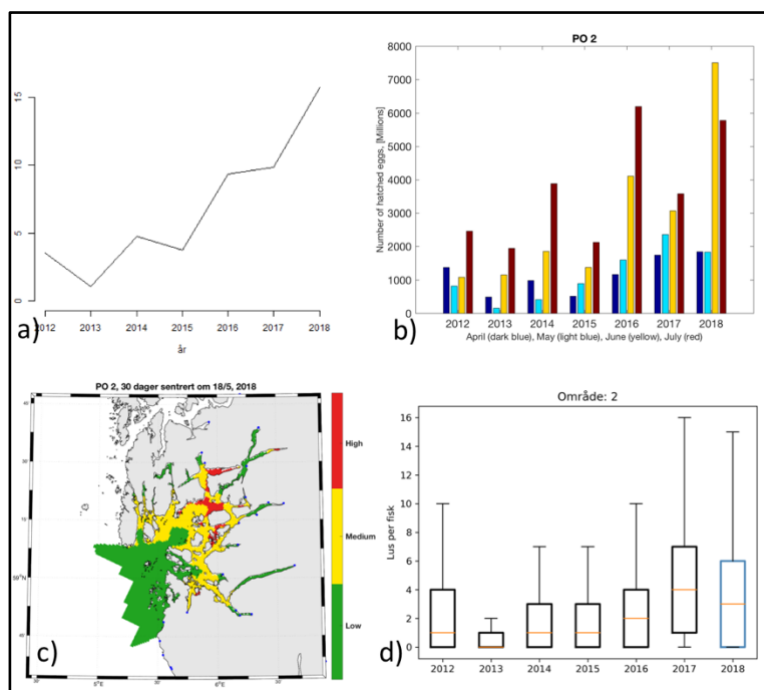 15
10
5
0
2012 2013 2014 2015 2016 2017 2018
år
a)
PO 2
Number of hatched eggs, [Millions]
8000
7000
6000
5000
4000
3000
2000
1000
0
2012 2013 2014 2015 2016 2017 2018
April (dark blue), May (light blue), June (yellow), July (red)
b)
PO 2, 30 dager sentrert om 18/5, 2018
High
Medium
Low
c)
Område: 2
Lus per fisk
16
14
12
10
8
6
4
2
0
2012 2013 2014 2015 2016 2017 2018
d)